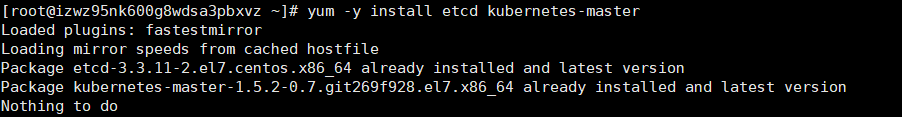 [root@izwz95nk600g8wdsa3pbxvz ~]# yum -y install etcd kubernetes-master
Loaded plugins: fastestmirror
Loading mirror speeds from cached hostfile
Package etcd-3.3.11-2.el7.centos.x86_64 already installed and latest version
Package kubernetes-master-1.5.2-0.7.git269f928.el7.x86_64 already installed and latest version
Nothing to do